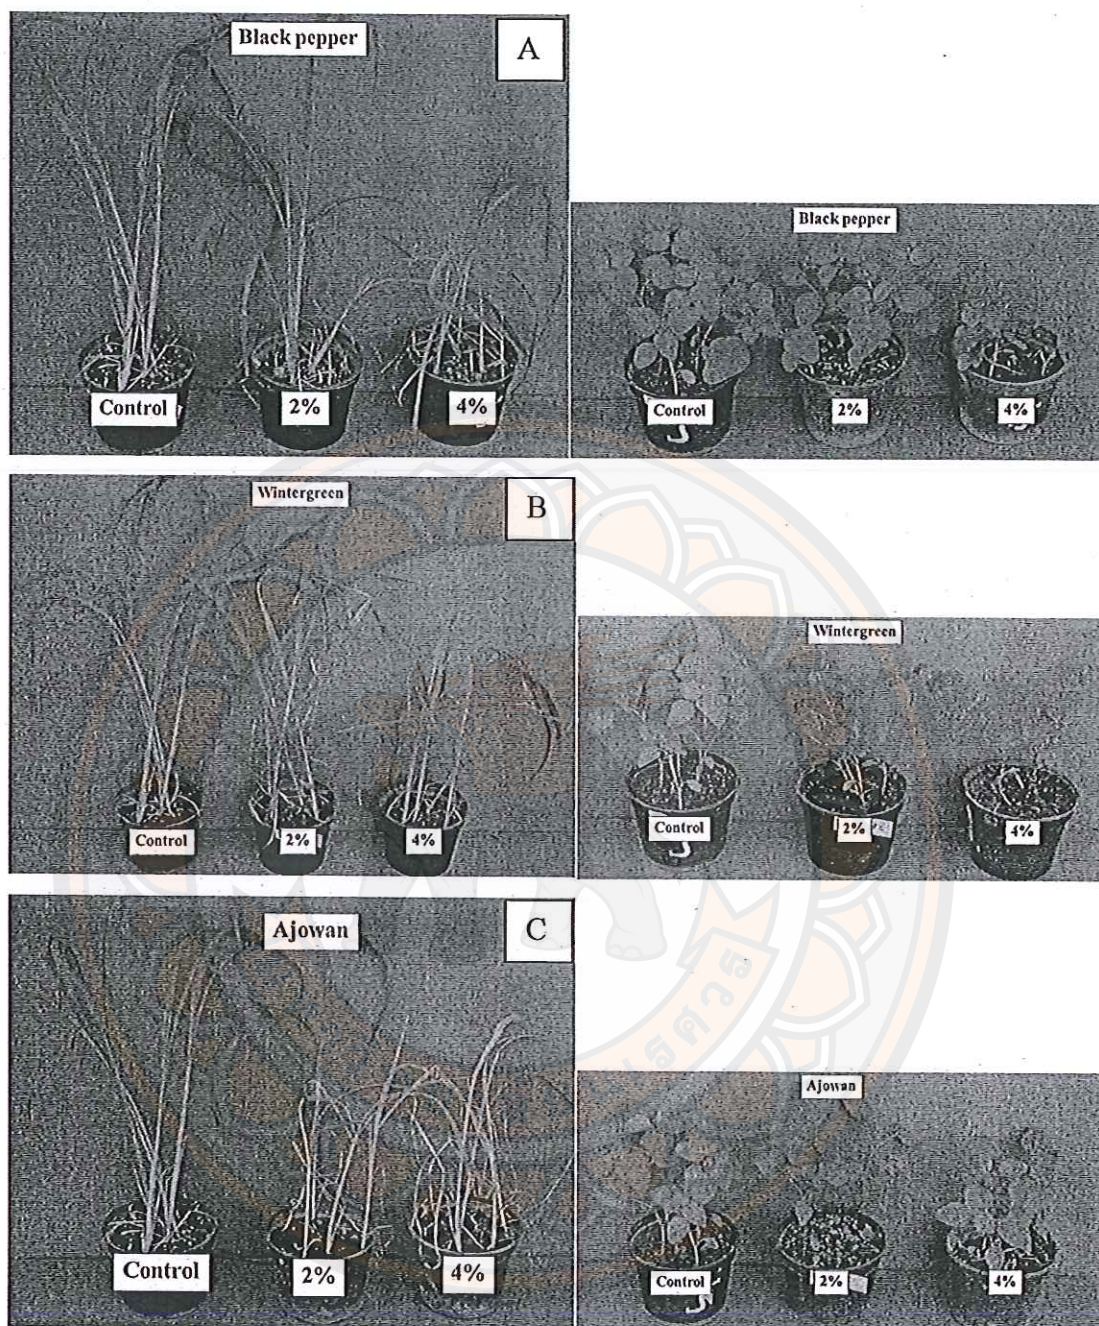 Black pepper
A
Control
2%
4%
Black pepper
Control
2%
4%
Wintergreen
B
Control
2%
4%
Wintergreen
Control
2%
4%
Ajowan
C
Control
2%
4%
Ajowan
Control
2%
4%